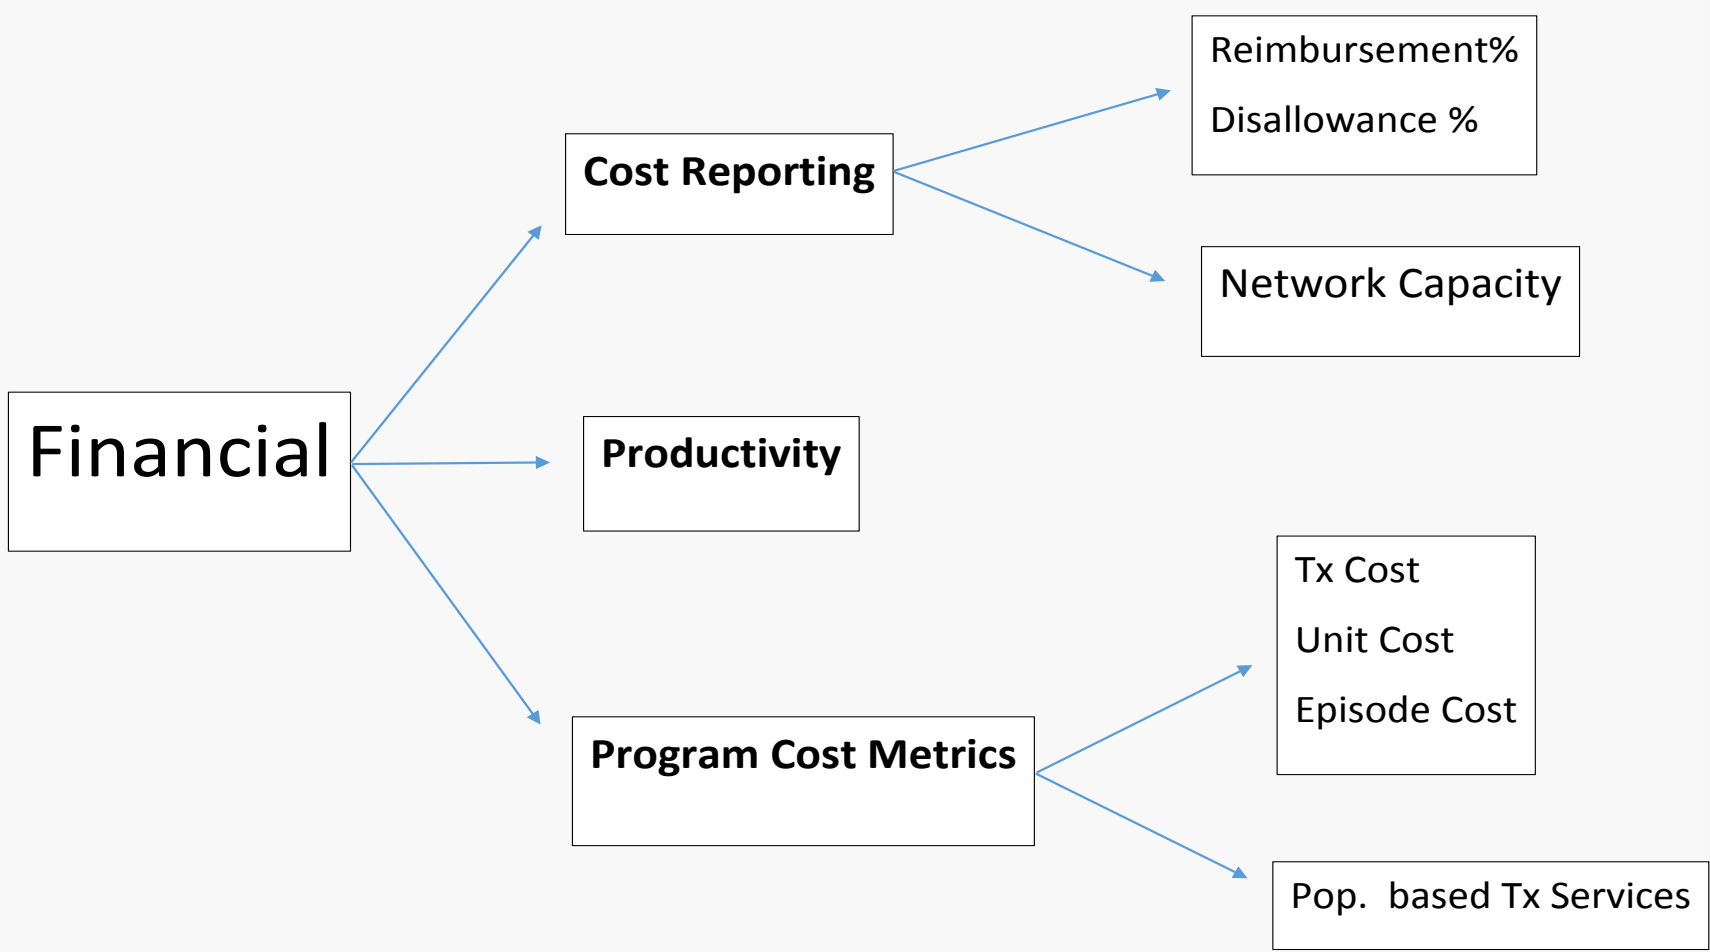 Financial
Cost Reporting
Reimbursement%
Disallowance %
Network Capacity
Productivity
Program Cost Metrics
Tx Cost
Unit Cost
Episode Cost
Pop.  based Tx Services